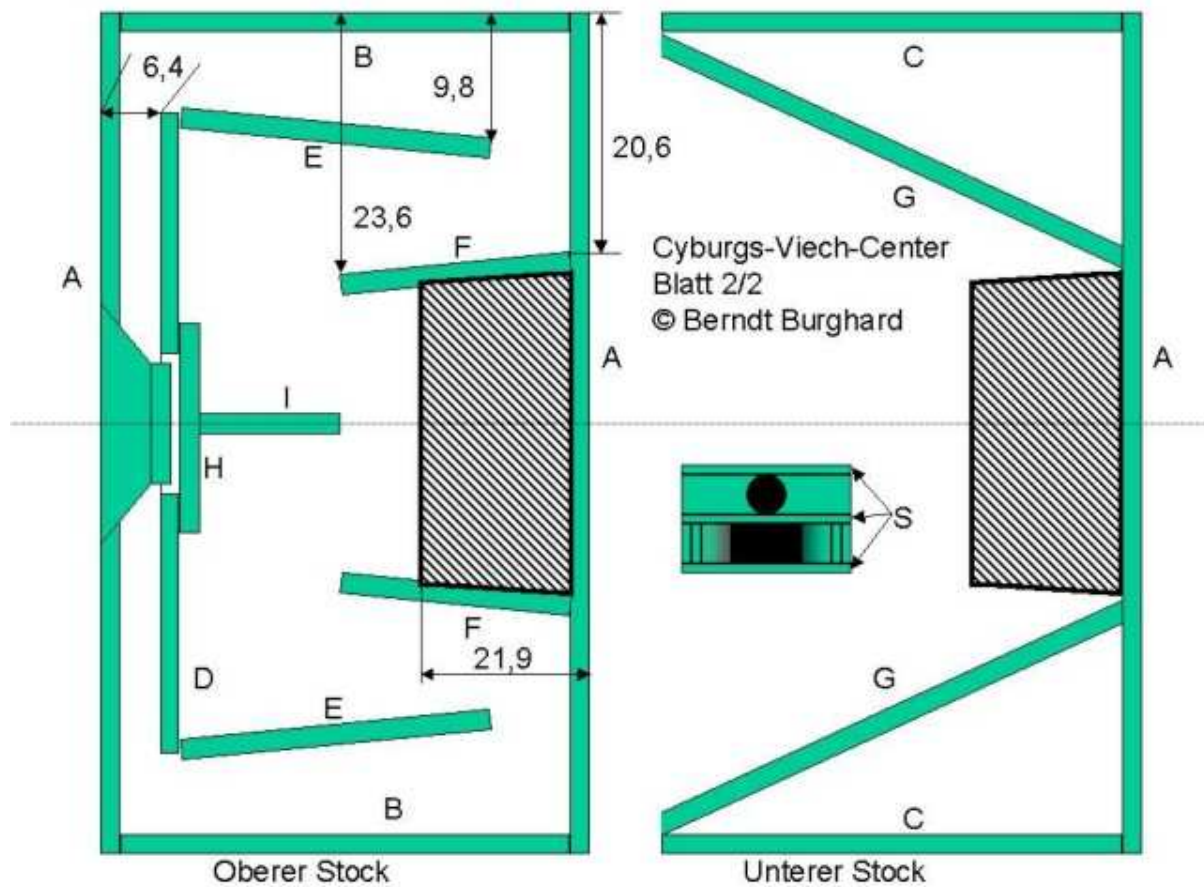 B
C
6,4
9,8
E
20,6
G
23,6
F
Cyburgs-Viech-Center
Blatt 2/2
© Berndt Burghard
A
A
A
I
H
S
F
21,9
D
E
G
B
C
Oberer Stock
Unterer Stock